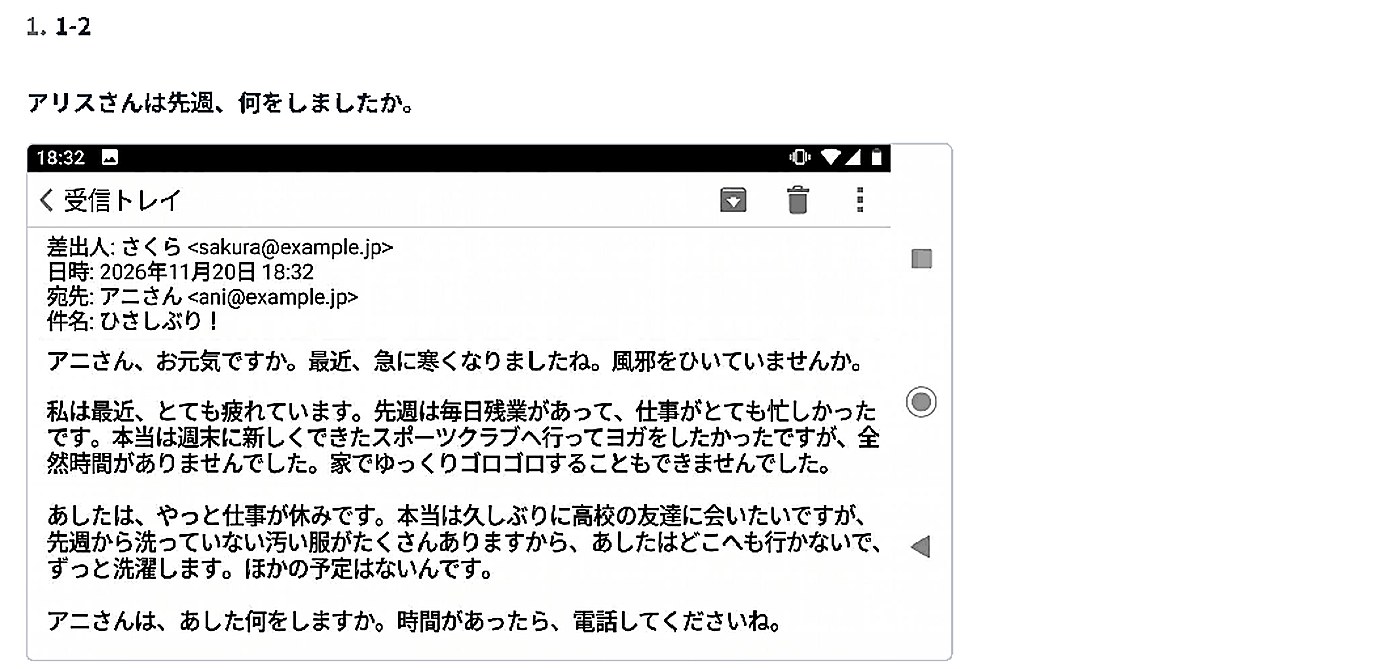 1. 1-2
アリスさんは先週、何をしましたか。
18:32
受信トレイ
差出人: さくら <sakura@example.jp>
日時: 2026年11月20日 18:32
宛先: アニさん <ani@example.jp>
件名: ひさしぶり！
アニさん、お元気ですか。最近、急に寒くなりましたね。風邪をひいていませんか。
私は最近、とても疲れています。先週は毎日残業があって、仕事がとても忙しかった
です。本当は週末に新しくできたスポーツクラブへ行ってヨガをしたかったですが、全
然時間がありませんでした。家でゆっくりゴロゴロすることもできませんでした。
あしたは、やっと仕事が休みです。本当は久しぶりに高校の友達に会いたいですが、
先週から洗っていない汚い服がたくさんありますから、あしたはどこへも行かないで、
ずっと洗濯します。ほかの予定はないんです。
アニさんは、あした何をしますか。時間があったら、電話してくださいね。